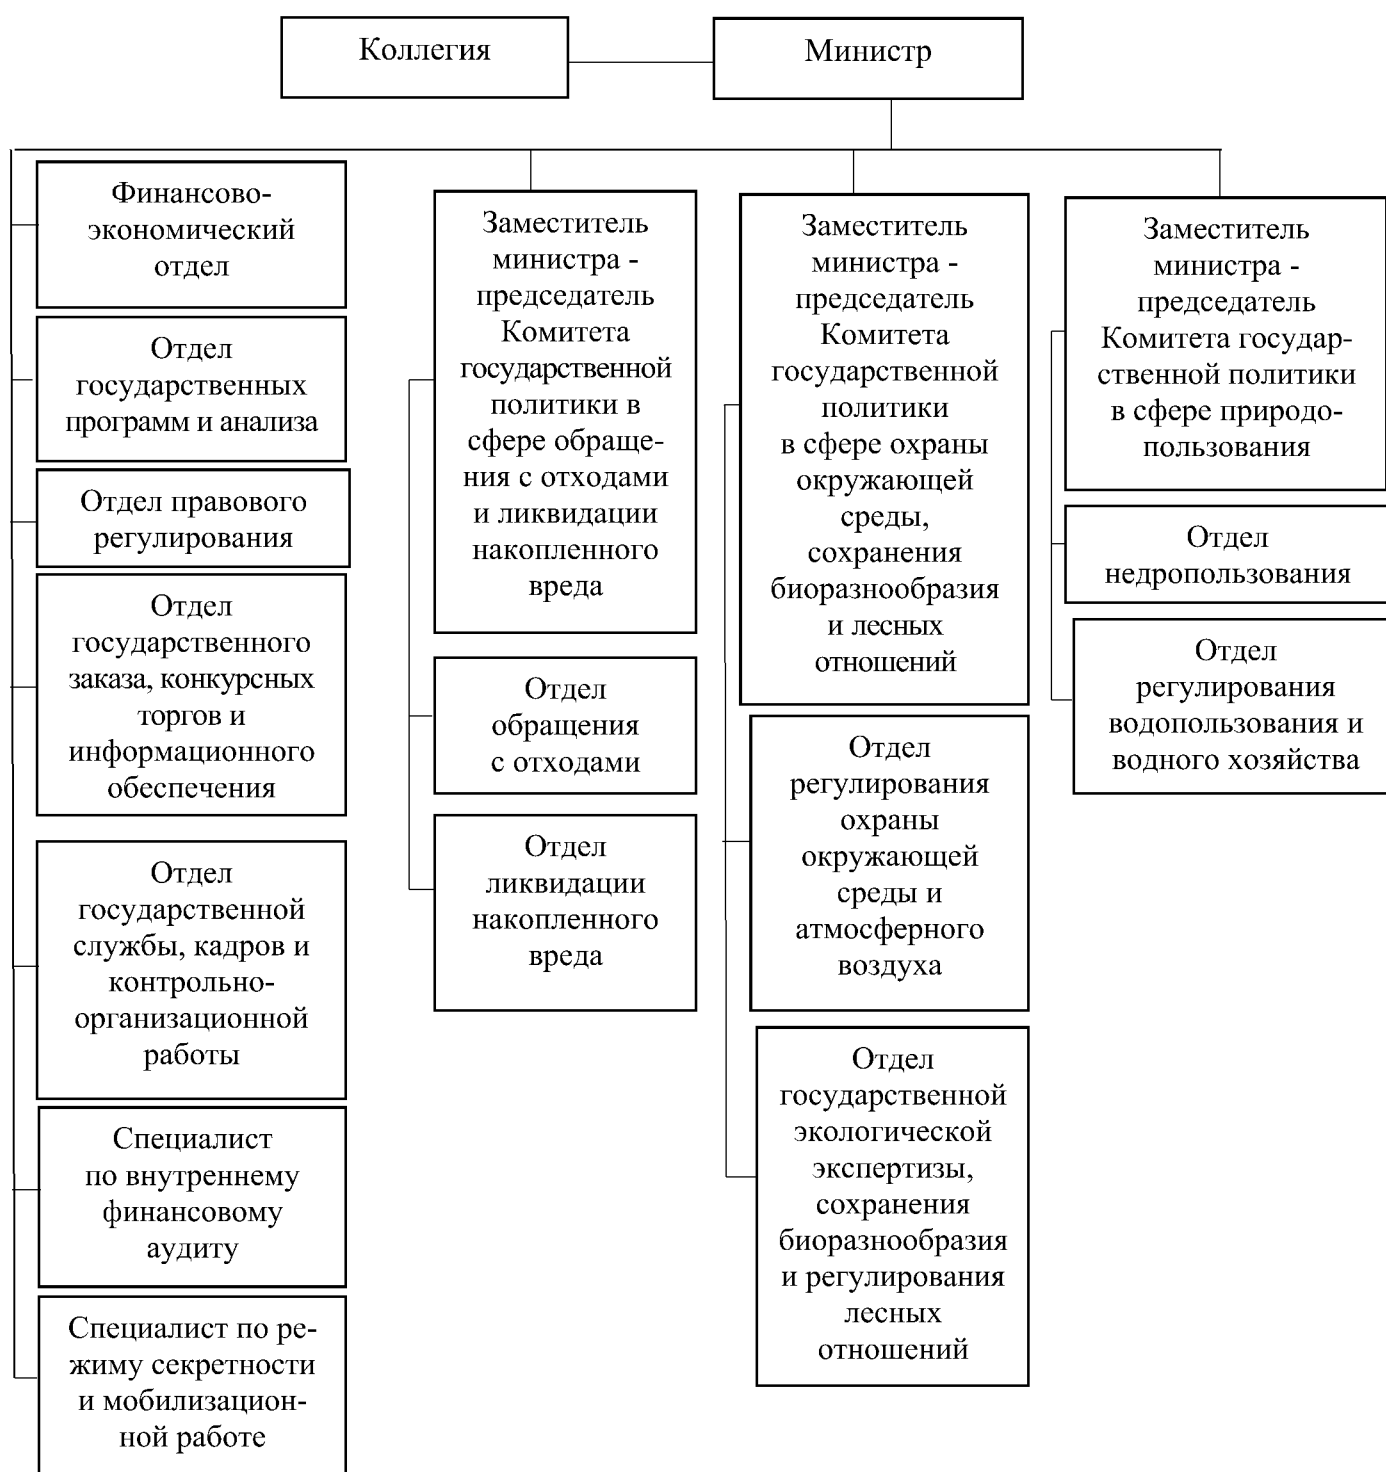 Коллегия
Министр
Финансово-
экономический
отдел
Отдел
государственных
программ и анализа
Отдел правового
регулирования
Отдел
государственного
заказа, конкурсных
торгов и
информационного
обеспечения
Отдел
государственной
службы, кадров и
контрольно-
организационной
работы
Специалист
по внутреннему
финансовому
аудиту
Специалист по ре-
жиму секретности
и мобилизацион-
ной работе
Заместитель
министра -
председатель
Комитета
государственной
политики в
сфере обраще-
ния с отходами
и ликвидации
накопленного
вреда
Отдел
обращения
с отходами
Отдел
ликвидации
накопленного
вреда
Заместитель
министра -
председатель
Комитета
государственной
политики
в сфере охраны
окружающей
среды,
сохранения
биоразнообразия
и лесных
отношений
Отдел
регулирования
охраны
окружающей
среды и
атмосферного
воздуха
Отдел
государственной
экологической
экспертизы,
сохранения
биоразнообразия
и регулирования
лесных
отношений
Заместитель
министра -
председатель
Комитета государ-
ственной политики
в сфере природо-
пользования
Отдел
недропользования
Отдел
регулирования
водопользования и
водного хозяйства